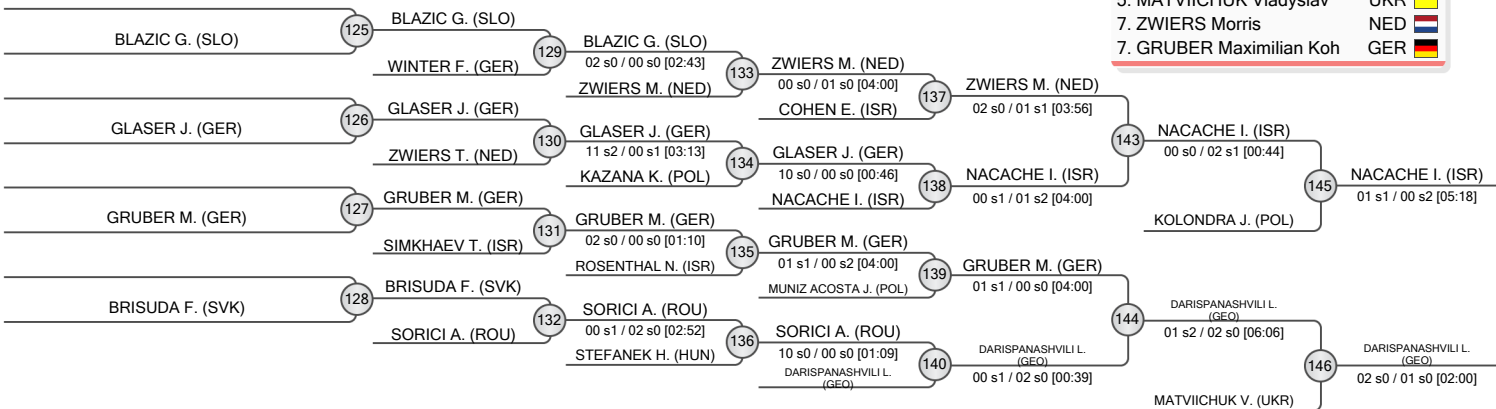 5. MATVIICHUK Vladyslav UKR
7. ZWIERS Morris NED
7. GRUBER Maximilian Koh GER
BLAZIC G. (SLO)
125
BLAZIC G. (SLO)
WINTER F. (GER)
129
BLAZIC G. (SLO)
02 s0 / 00 s0 [02:43]
ZWIERS M. (NED)
133
ZWIERS M. (NED)
00 s0 / 01 s0 [04:00]
COHEN E. (ISR)
137
ZWIERS M. (NED)
02 s0 / 01 s1 [03:56]
GLASER J. (GER)
126
GLASER J. (GER)
ZWIERS T. (NED)
130
GLASER J. (GER)
11 s2 / 00 s1 [03:13]
KAZANA K. (POL)
134
GLASER J. (GER)
10 s0 / 00 s0 [00:46]
NACACHE I. (ISR)
138
NACACHE I. (ISR)
00 s1 / 01 s2 [04:00]
143
NACACHE I. (ISR)
00 s0 / 02 s1 [00:44]
KOLONDRA J. (POL)
145
NACACHE I. (ISR)
01 s1 / 00 s2 [05:18]
GRUBER M. (GER)
127
GRUBER M. (GER)
SIMKHAEV T. (ISR)
131
GRUBER M. (GER)
02 s0 / 00 s0 [01:10]
ROSENTHAL N. (ISR)
135
GRUBER M. (GER)
01 s1 / 00 s2 [04:00]
MUNIZ ACOSTA J. (POL)
139
GRUBER M. (GER)
01 s1 / 00 s0 [04:00]
BRISUDA F. (SVK)
128
BRISUDA F. (SVK)
SORICI A. (ROU)
132
SORICI A. (ROU)
00 s1 / 02 s0 [02:52]
STEFANEK H. (HUN)
136
SORICI A. (ROU)
10 s0 / 00 s0 [01:09]
DARISPANASHVILI L.
(GEO)
140
DARISPANASHVILI L.
(GEO)
00 s1 / 02 s0 [00:39]
144
DARISPANASHVILI L.
(GEO)
01 s2 / 02 s0 [06:06]
MATVIICHUK V. (UKR)
146
DARISPANASHVILI L.
(GEO)
02 s0 / 01 s0 [02:00]